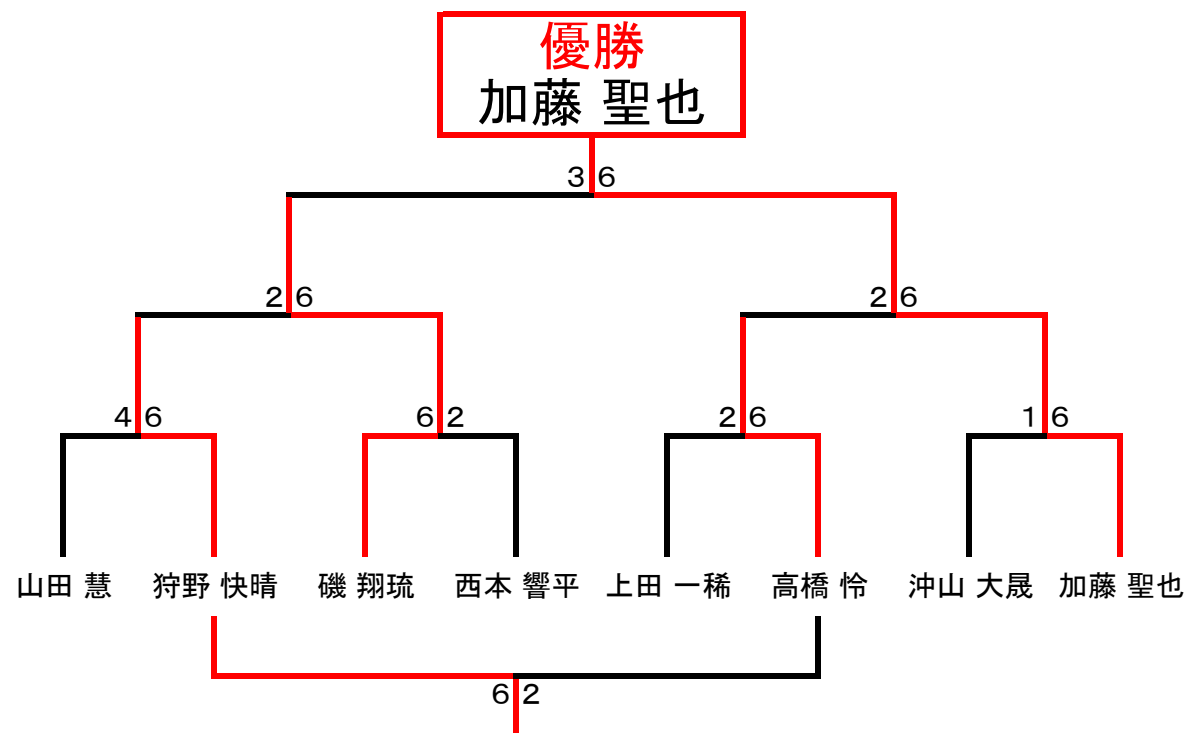 優勝
加藤 聖也
3 6
2 6
2 6
4 6
6 2
2 6
1 6
山田 慧
狩野 快晴
磯 翔琉
西本 響平
上田 一稀
高橋 怜
沖山 大晟
加藤 聖也
6 2